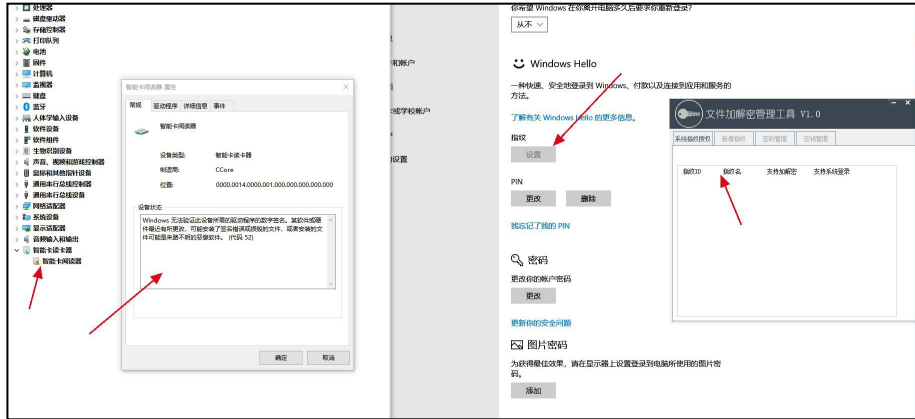 处理器
磁盘驱动器
存储控制器
打印队列
电池
固件
计算机
监视器
键盘
蓝牙
人体学输入设备
软件设备
软件组件
生物识别设备
声音、视频和游戏控制器
鼠标和其他指针设备
通用串行总线控制器
通用串行总线设备
网络适配器
系统设备
显示适配器
音频输入和输出
智能卡读卡器
智能卡阅读器
智能卡阅读器 属性
常规 驱动程序 详细信息 事件
智能卡阅读器
设备类型: 智能卡读卡器
制造商: CCore
位置: 0000.0014.0000.001.000.000.000.000.000
设备状态
Windows 无法验证此设备所需的驱动程序的数字签名。某软件或硬
件最近有所更改，可能安装了签名错误或损毁的文件，或者安装的文
件可能是来路不明的恶意软件。 (代码 52)
确定 取消
和帐户
或学校帐户
设置
你希望 Windows 在你离开电脑多久后要求你重新登录?
从不
Windows Hello
一种快速、安全地登录到 Windows、付款以及连接到应用和服务的
方法。
了解有关 Windows Hello 的更多信息。
指纹
设置
PIN
更改 删除
我忘记了我的 PIN
密码
更改你的帐户密码
更改
更新你的安全问题
图片密码
为获得最佳效果，请在显示器上设置登录到电脑所使用的图片密
码。
添加
文件加解密管理工具 V1.0
系统指纹授权 新增指纹 密码管理 密钥管理
指纹ID 指纹名 支持加解密 支持系统登录